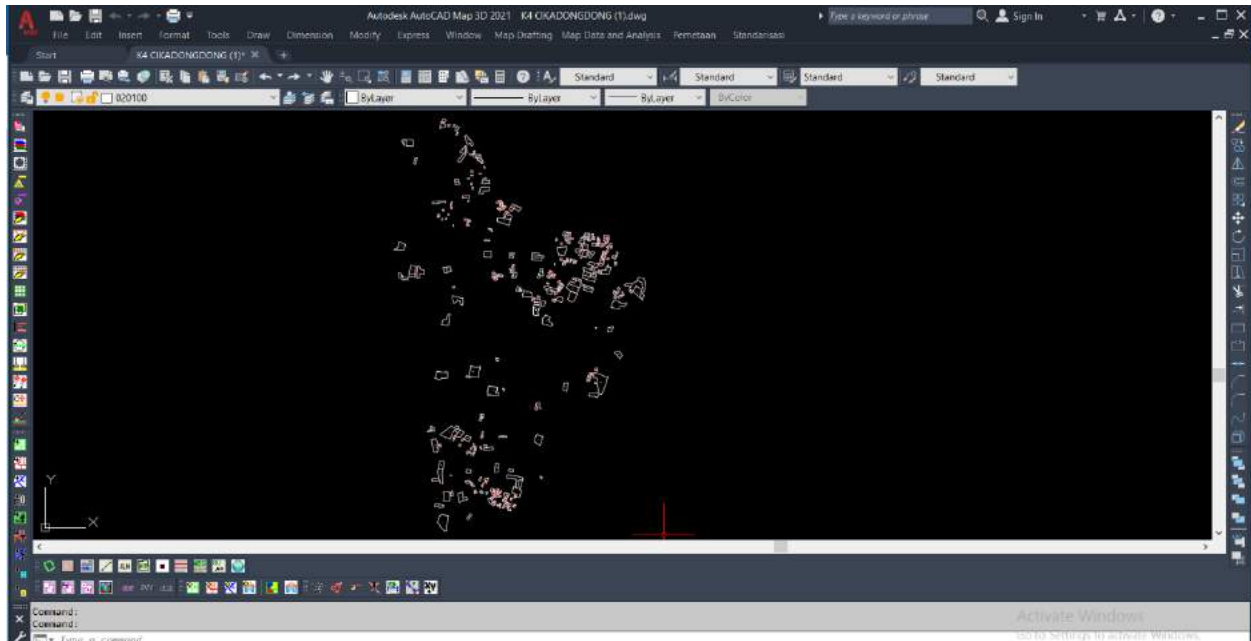 Autodesk AutoCAD Map 3D 2021 K4 CIKADONGDONG (1).dwg
Type a keyword or phrase
Sign In
File Edit Insert Format Tools Draw Dimension Modify Express Window Map Drafting Map Data and Analysis Pemetaan Standarisasi
Start K4 CIKADONGDONG (1)*
Standard Standard Standard Standard
020100 ByLayer ByLayer ByLayer ByColor
Y
X
Command:
Command:
Type a command
Activate Windows
Go to Settings to activate Windows.